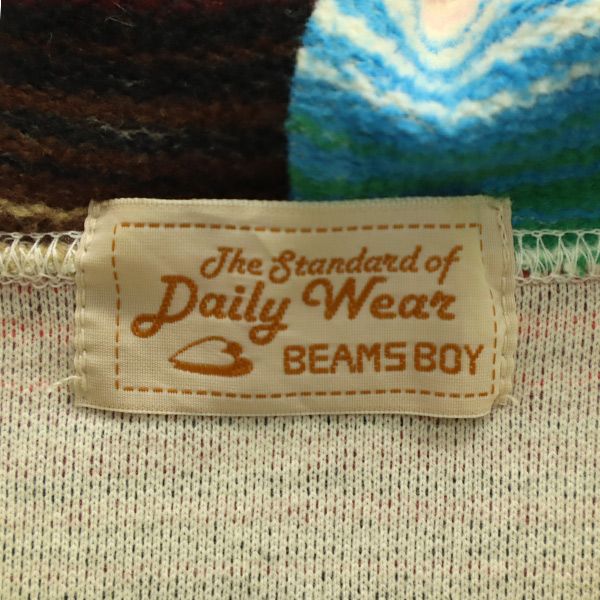 The Standard of
Daily Wear
BEAMS BOY